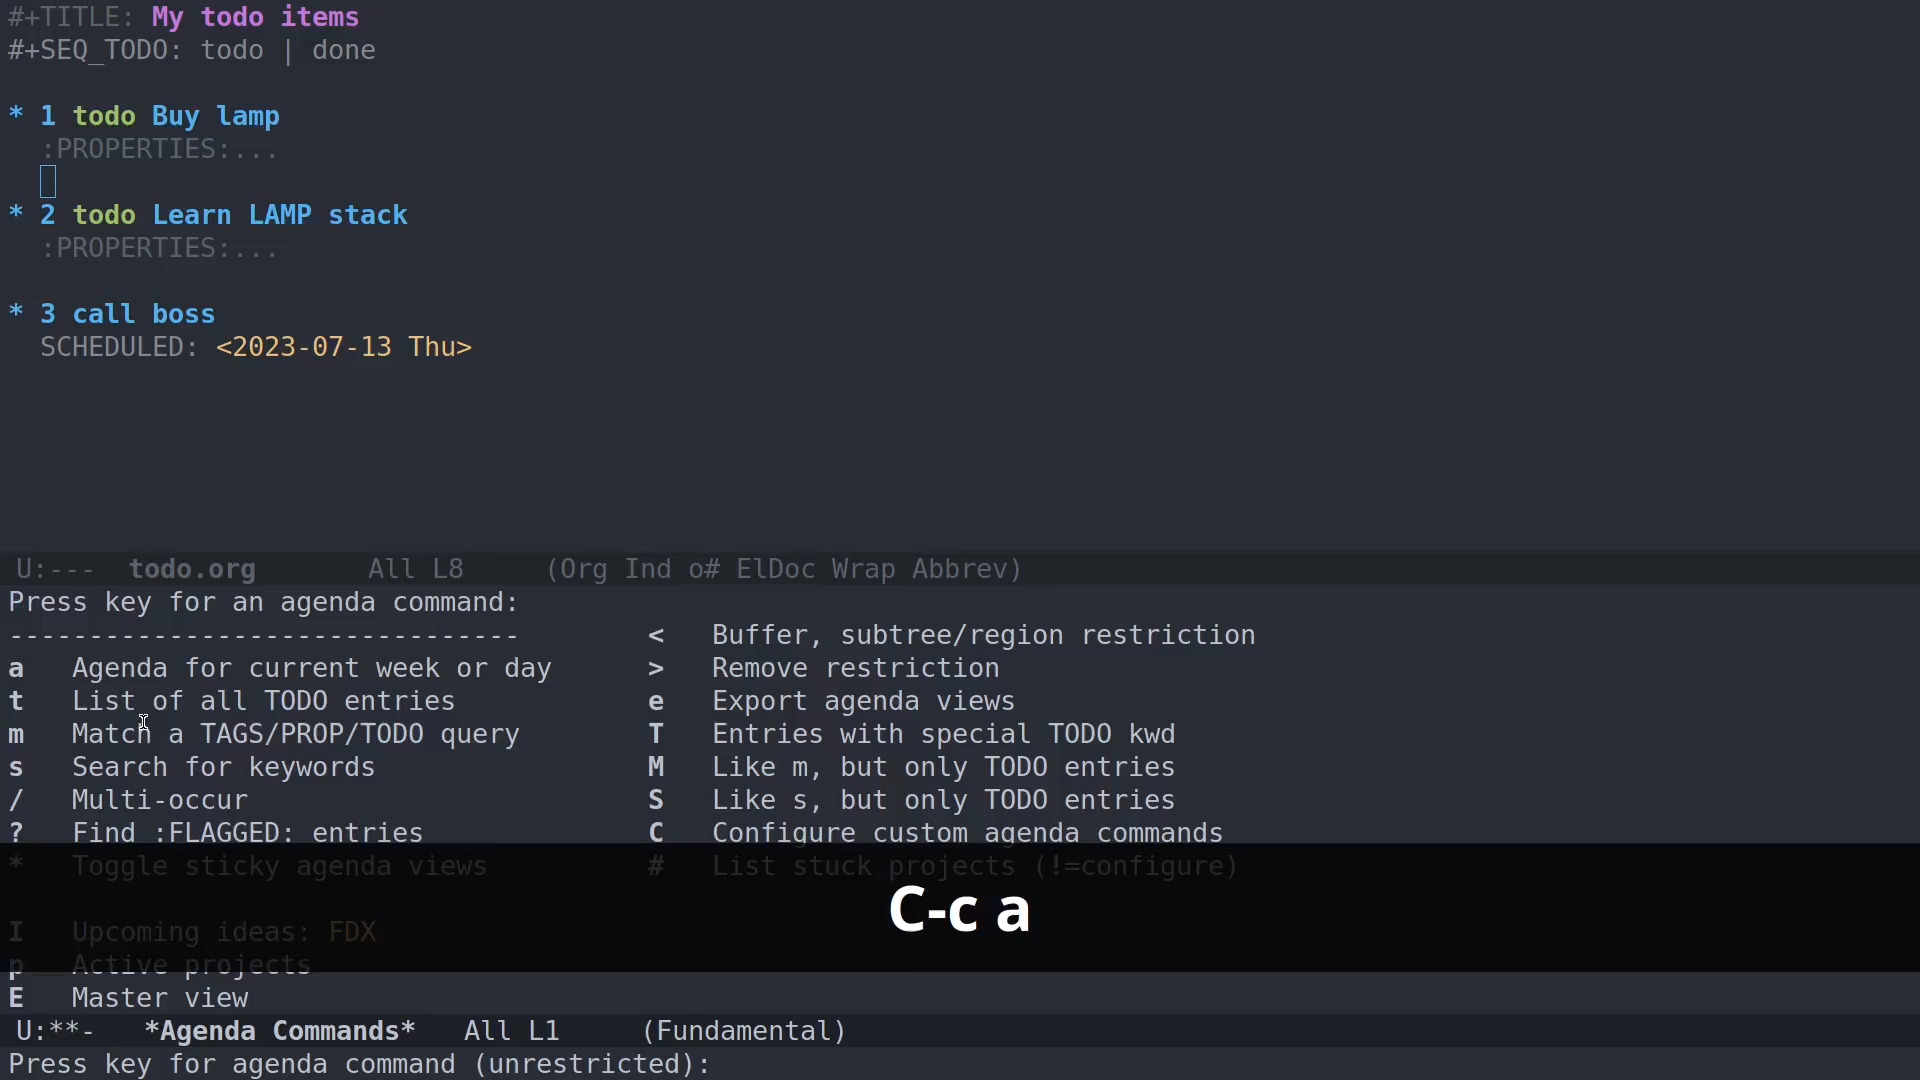 #+TITLE: My todo items
#+SEQ_TODO: todo | done
* 1 todo Buy lamp
:PROPERTIES:...
* 2 todo Learn LAMP stack
:PROPERTIES:...
* 3 call boss
SCHEDULED: <2023-07-13 Thu>
U:--- todo.org All L8 (Org Ind o# ElDoc Wrap Abbrev)
Press key for an agenda command:
-------------------------------- < Buffer, subtree/region restriction
a Agenda for current week or day > Remove restriction
t List of all TODO entries e Export agenda views
m Match a TAGS/PROP/TODO query T Entries with special TODO kwd
s Search for keywords M Like m, but only TODO entries
/ Multi-occur S Like s, but only TODO entries
? Find :FLAGGED: entries C Configure custom agenda commands
* Toggle sticky agenda views # List stuck projects (!=configure)
C-c a
I Upcoming ideas: FDX
p Active projects
E Master view
U:**- *Agenda Commands* All L1 (Fundamental)
Press key for agenda command (unrestricted):